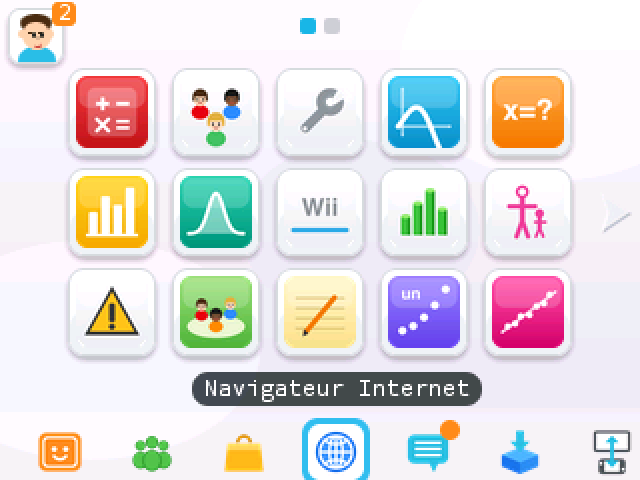 2
+ −
× =
x=?
Wii
un
Navigateur Internet